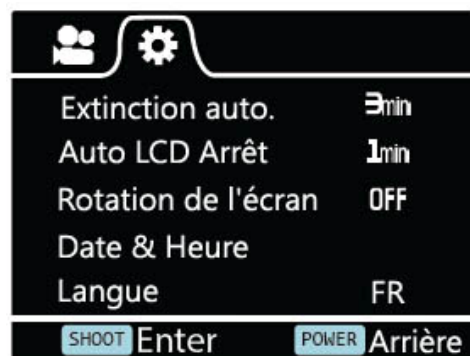 Extinction auto. 3min
Auto LCD Arrêt 1min
Rotation de l'écran OFF
Date & Heure
Langue FR
SHOOT Enter POWER Arrière